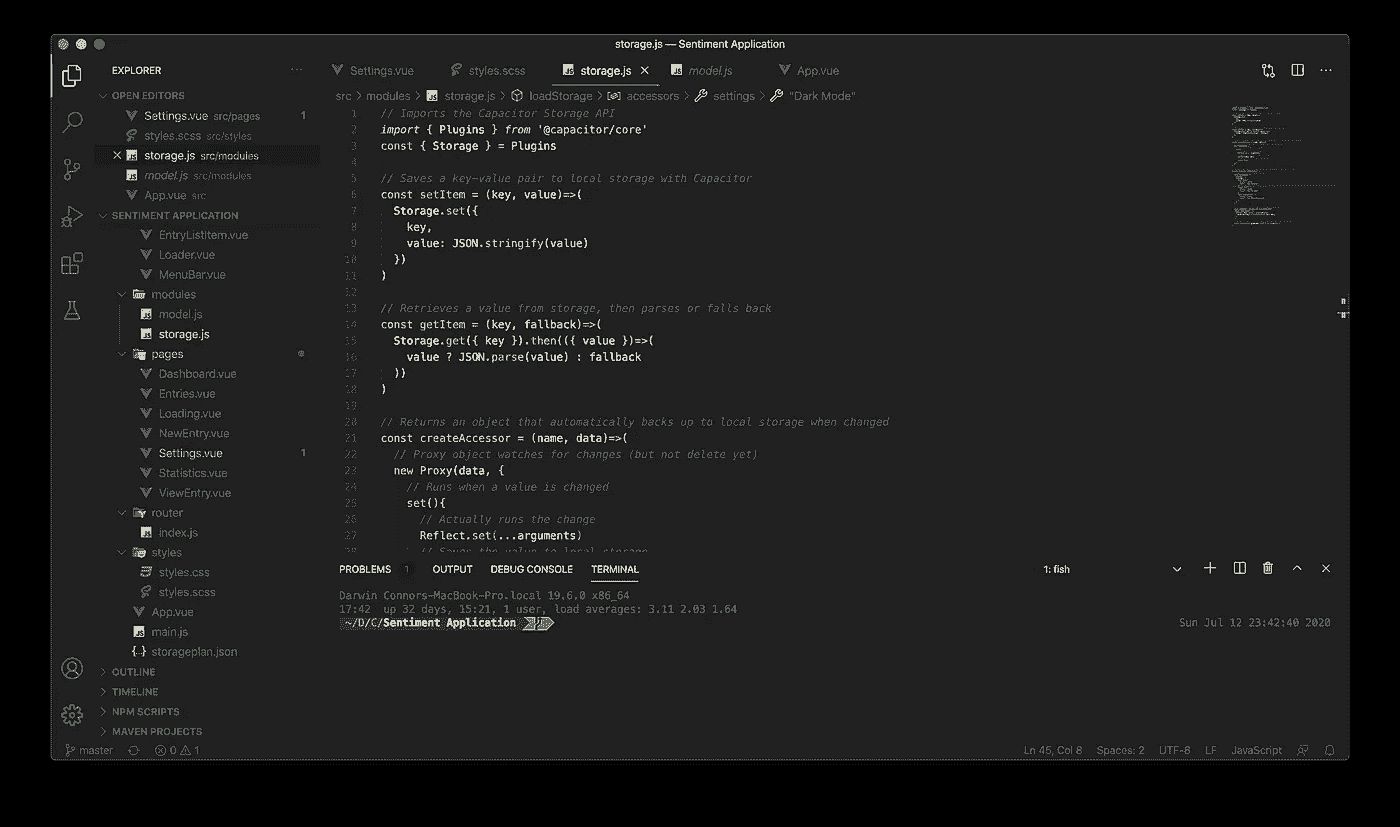 storage.js — Sentiment Application
EXPLORER
OPEN EDITORS
Settings.vue src/pages 1
styles.scss src/styles
storage.js src/modules
model.js src/modules
App.vue src
SENTIMENT APPLICATION
EntryListItem.vue
Loader.vue
MenuBar.vue
modules
model.js
storage.js
pages
Dashboard.vue
Entries.vue
Loading.vue
NewEntry.vue
Settings.vue 1
Statistics.vue
ViewEntry.vue
router
index.js
styles
styles.css
styles.scss
App.vue
main.js
storageplan.json
OUTLINE
TIMELINE
NPM SCRIPTS
MAVEN PROJECTS
Settings.vue styles.scss storage.js model.js App.vue
src > modules > storage.js > loadStorage > accessors > settings > "Dark Mode"
1 // Imports the Capacitor Storage API
2 import { Plugins } from '@capacitor/core'
3 const { Storage } = Plugins
4
5 // Saves a key-value pair to local storage with Capacitor
6 const setItem = (key, value)=>(
7 Storage.set({
8 key,
9 value: JSON.stringify(value)
10 })
11 )
12
13 // Retrieves a value from storage, then parses or falls back
14 const getItem = (key, fallback)=>(
15 Storage.get({ key }).then(({ value })=>(
16 value ? JSON.parse(value) : fallback
17 ))
18 )
19
20 // Returns an object that automatically backs up to local storage when changed
21 const createAccessor = (name, data)=>(
22 // Proxy object watches for changes (but not delete yet)
23 new Proxy(data, {
24 // Runs when a value is changed
25 set(){
26 // Actually runs the change
27 Reflect.set(...arguments)
28 // Saves the value to local storage
PROBLEMS 1 OUTPUT DEBUG CONSOLE TERMINAL 1: fish
Darwin Connors-MacBook-Pro.local 19.6.0 x86_64
17:42 up 32 days, 15:21, 1 user, load averages: 3.11 2.03 1.64
~/D/C/Sentiment Application Sun Jul 12 23:42:40 2020
master 0 1 Ln 45, Col 8 Spaces: 2 UTF-8 LF JavaScript